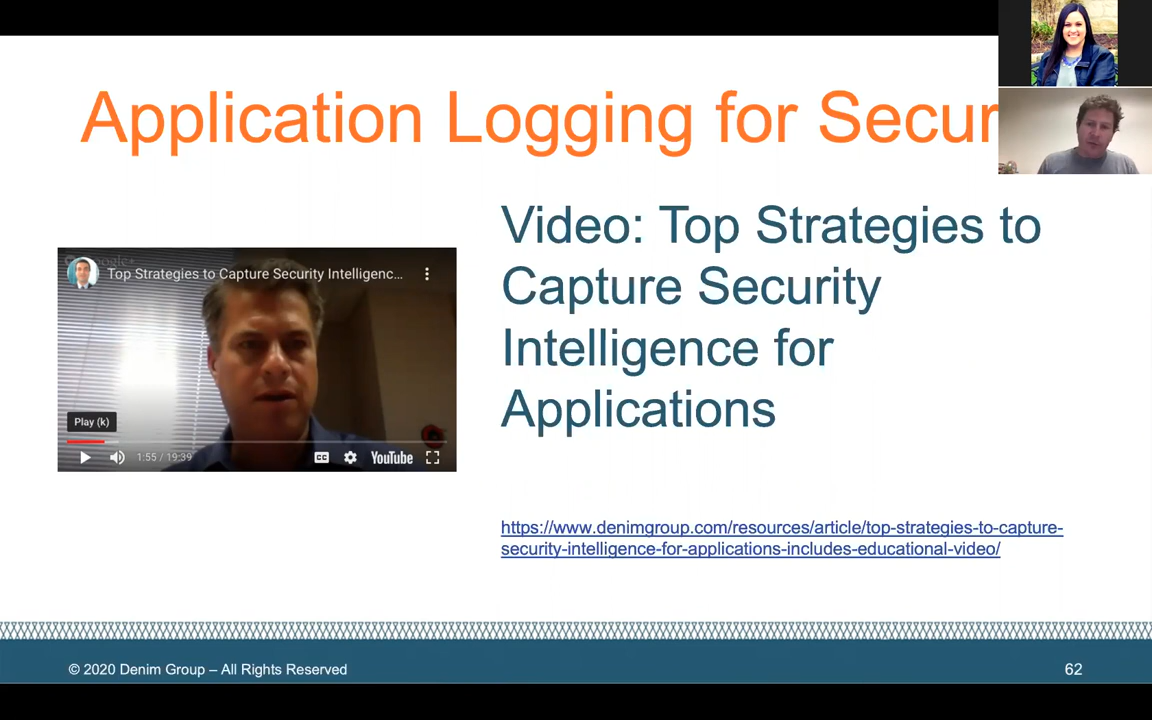 Application Logging for Secur
Video: Top Strategies to
Capture Security
Intelligence for
Applications
Top Strategies to Capture Security Intelligenc...
Play (k)
1:55 / 19:39
CC
YouTube
https://www.denimgroup.com/resources/article/top-strategies-to-capture-
security-intelligence-for-applications-includes-educational-video/
© 2020 Denim Group – All Rights Reserved
62